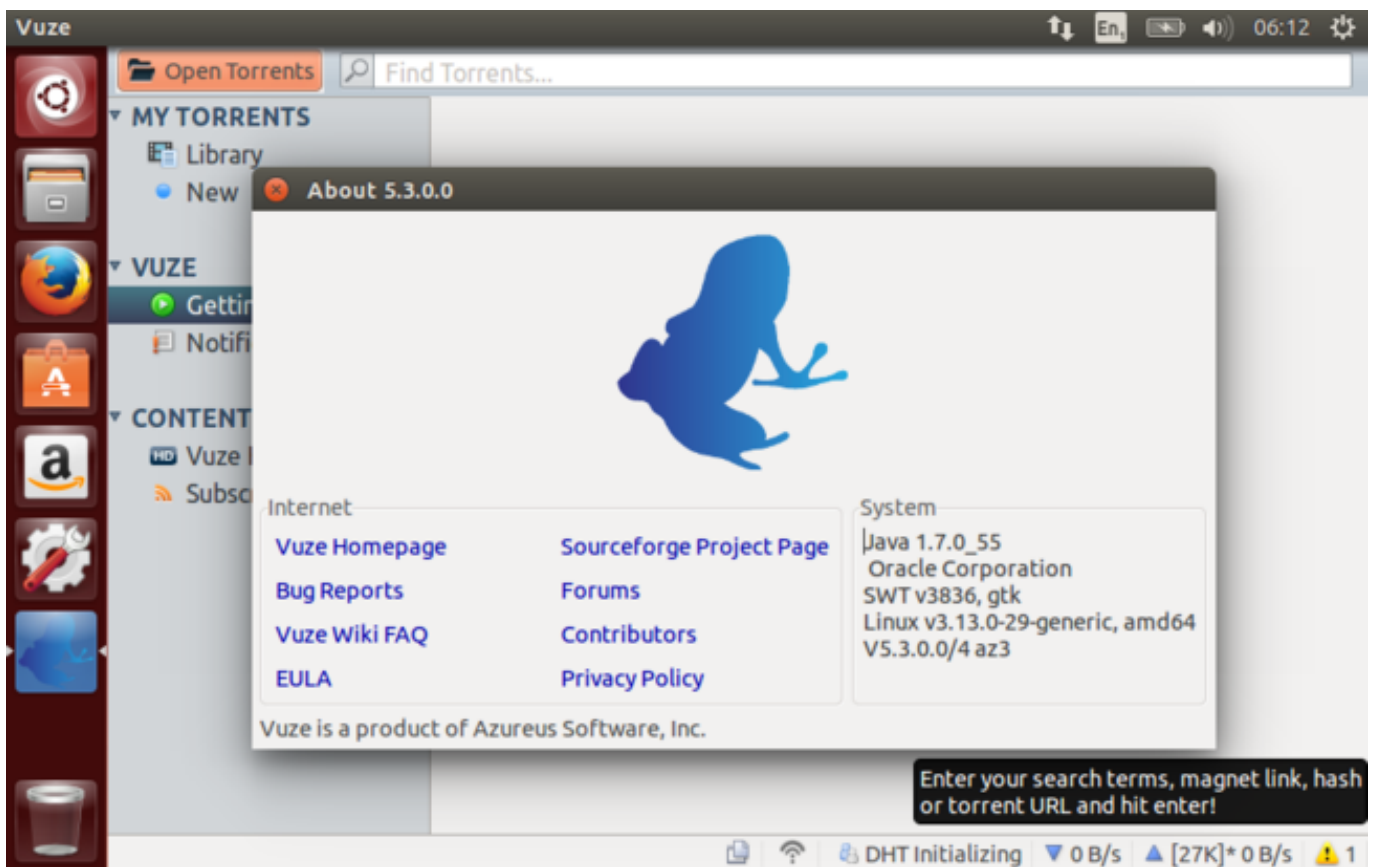 Vuze
En1
06:12
Open Torrents
Find Torrents...
MY TORRENTS
Library
New
VUZE
Gettin
Notifi
CONTENT
HD Vuze
Subsc
About 5.3.0.0
Internet
Vuze Homepage
Sourceforge Project Page
Bug Reports
Forums
Vuze Wiki FAQ
Contributors
EULA
Privacy Policy
System
Java 1.7.0_55
Oracle Corporation
SWT v3836, gtk
Linux v3.13.0-29-generic, amd64
V5.3.0.0/4 az3
Vuze is a product of Azureus Software, Inc.
Enter your search terms, magnet link, hash
or torrent URL and hit enter!
DHT Initializing
0 B/s
[27K]* 0 B/s
1